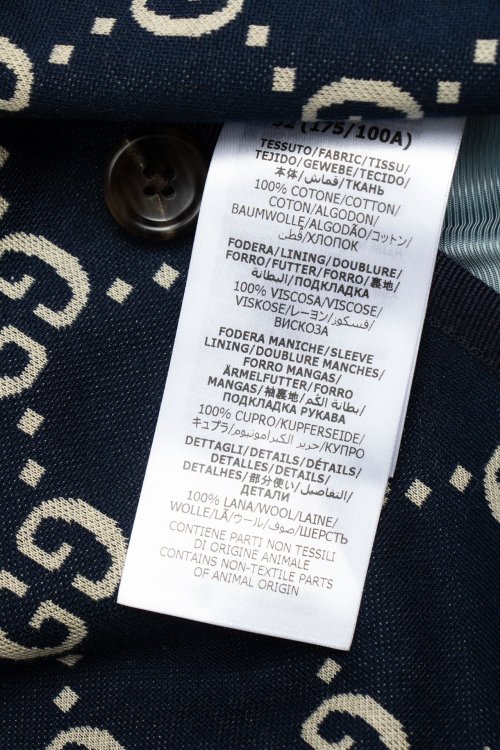 (175/100A)
TESSUTO/FABRIC/TISSU/
TEJIDO/GEWEBE/TECIDO/
本体/قماش/ТКАНЬ
100% COTONE/COTTON/
COTON/ALGODON/
BAUMWOLLE/ALGODÃO/コットン/
قُطن/ХЛОПОК
FODERA/LINING/DOUBLURE/
FORRO/FUTTER/FORRO/裏地/
البطانة/ПОДКЛАДКА
100% VISCOSA/VISCOSE/
VISKOSE/レーヨン/فسكوز/
ВИСКОЗА
FODERA MANICHE/SLEEVE
LINING/DOUBLURE MANCHES/
FORRO MANGAS/
ÄRMELFUTTER/FORRO
MANGAS/袖裏地/بطانة الكُم/
ПОДКЛАДКА РУКАВА
100% CUPRO/KUPFERSEIDE/
キュプラ/حرير الكبرامونيوم/КУПРО
DETTAGLI/DETAILS/DÉTAILS/
DETALLES/DETAILS/
DETALHES/部分使い/التفاصيل/
ДЕТАЛИ
100% LANA/WOOL/LAINE/
WOLLE/LÃ/ウール/صوف/ШЕРСТЬ
CONTIENE PARTI NON TESSILI
DI ORIGINE ANIMALE
CONTAINS NON-TEXTILE PARTS
OF ANIMAL ORIGIN